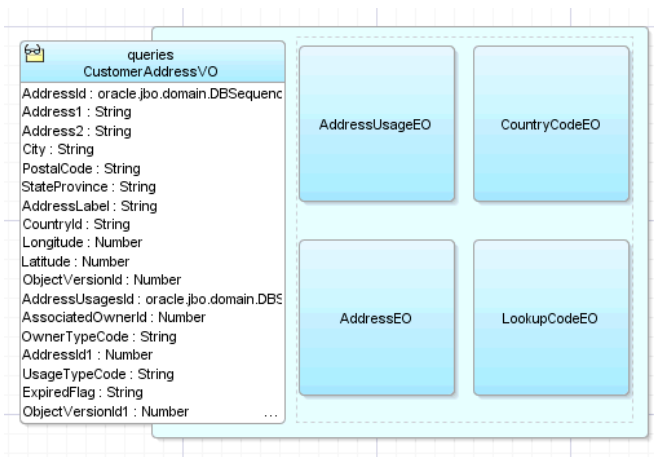 queries
CustomerAddressVO
AddressId : oracle.jbo.domain.DBSequenc
Address1 : String
Address2 : String
City : String
PostalCode : String
StateProvince : String
AddressLabel : String
CountryId : String
Longitude : Number
Latitude : Number
ObjectVersionId : Number
AddressUsagesId : oracle.jbo.domain.DBS
AssociatedOwnerId : Number
OwnerTypeCode : String
AddressId1 : Number
UsageTypeCode : String
ExpiredFlag : String
ObjectVersionId1 : Number ...
AddressUsageEO
CountryCodeEO
AddressEO
LookupCodeEO